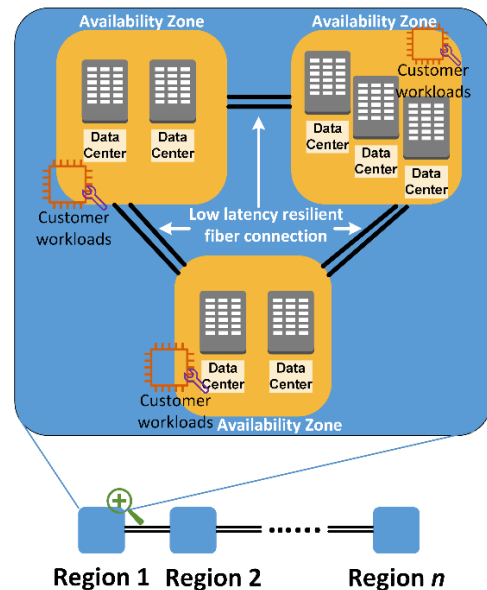 Availability Zone
Availability Zone
Customer
workloads
Data
Center
Data
Center
Data
Center
Data
Center
Data
Center
Customer
workloads
Low latency resilient
fiber connection
Data
Center
Data
Center
Customer
workloads
Availability Zone
Region 1
Region 2
Region n